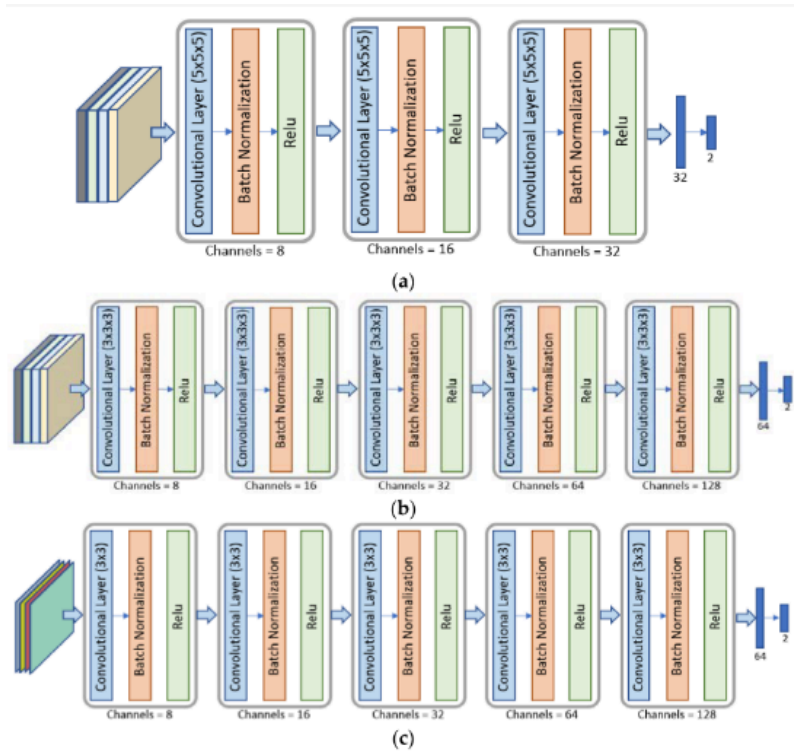 Convolutional Layer (5x5x5)
Batch Normalization
Relu
Channels = 8
Convolutional Layer (5x5x5)
Batch Normalization
Relu
Channels = 16
Convolutional Layer (5x5x5)
Batch Normalization
Relu
Channels = 32
32
2
(a)
Convolutional Layer (3x3x3)
Batch Normalization
Relu
Channels = 8
Convolutional Layer (3x3x3)
Batch Normalization
Relu
Channels = 16
Convolutional Layer (3x3x3)
Batch Normalization
Relu
Channels = 32
Convolutional Layer (3x3x3)
Batch Normalization
Relu
Channels = 64
Convolutional Layer (3x3x3)
Batch Normalization
Relu
Channels = 128
64
2
(b)
Convolutional Layer (3x3)
Batch Normalization
Relu
Channels = 8
Convolutional Layer (3x3)
Batch Normalization
Relu
Channels = 16
Convolutional Layer (3x3)
Batch Normalization
Relu
Channels = 32
Convolutional Layer (3x3)
Batch Normalization
Relu
Channels = 64
Convolutional Layer (3x3)
Batch Normalization
Relu
Channels = 128
64
2
(c)